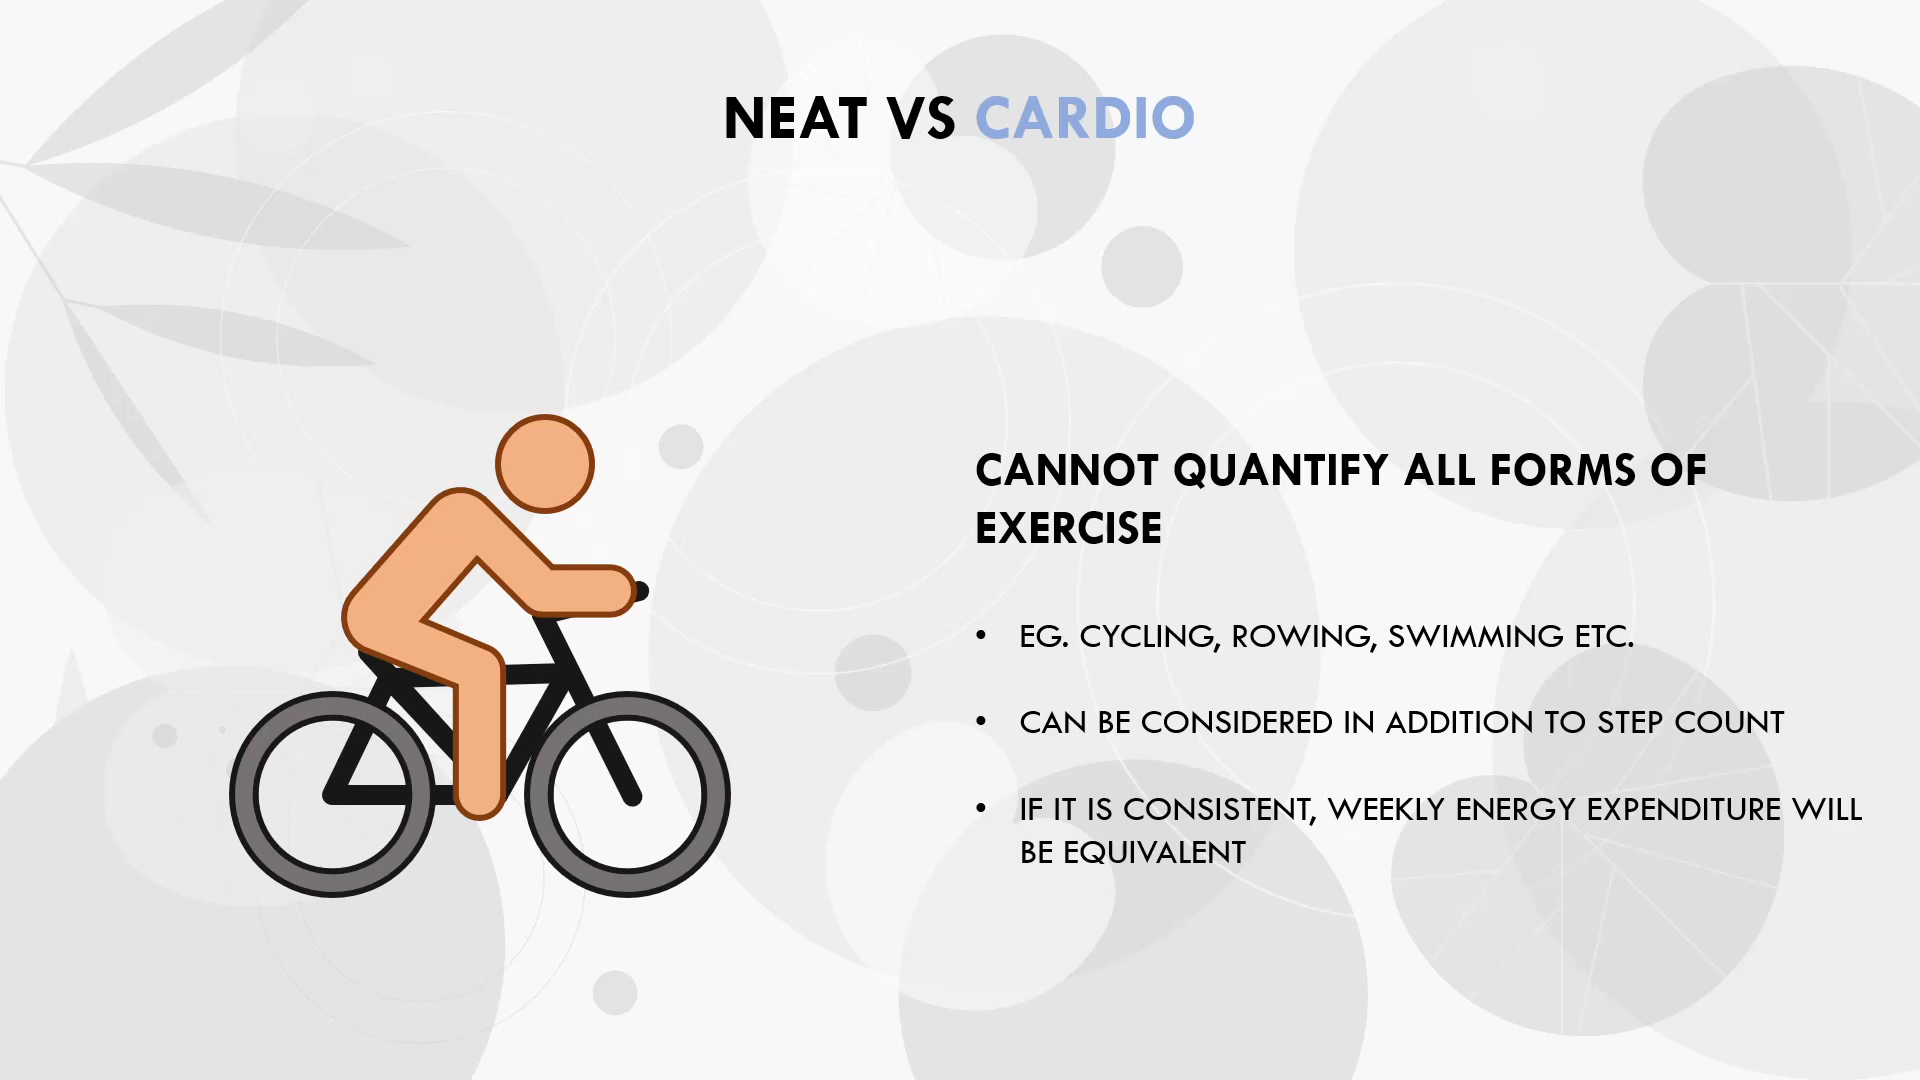 NEAT VS CARDIO
CANNOT QUANTIFY ALL FORMS OF
EXERCISE
• EG. CYCLING, ROWING, SWIMMING ETC.
• CAN BE CONSIDERED IN ADDITION TO STEP COUNT
• IF IT IS CONSISTENT, WEEKLY ENERGY EXPENDITURE WILL
BE EQUIVALENT